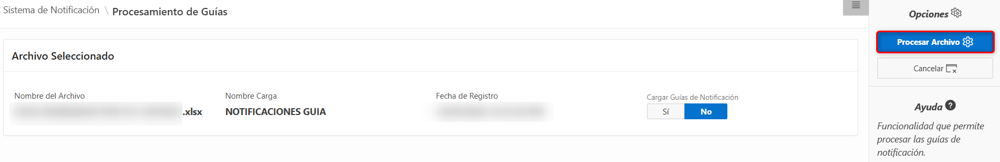 Sistema de Notificación \ Procesamiento de Guías
Opciones
Procesar Archivo
Cancelar
Archivo Seleccionado
Nombre del Archivo
.xlsx
Nombre Carga
NOTIFICACIONES GUIA
Fecha de Registro
Cargar Guías de Notificación
Sí No
Ayuda
Funcionalidad que permite
procesar las guías de
notificación.